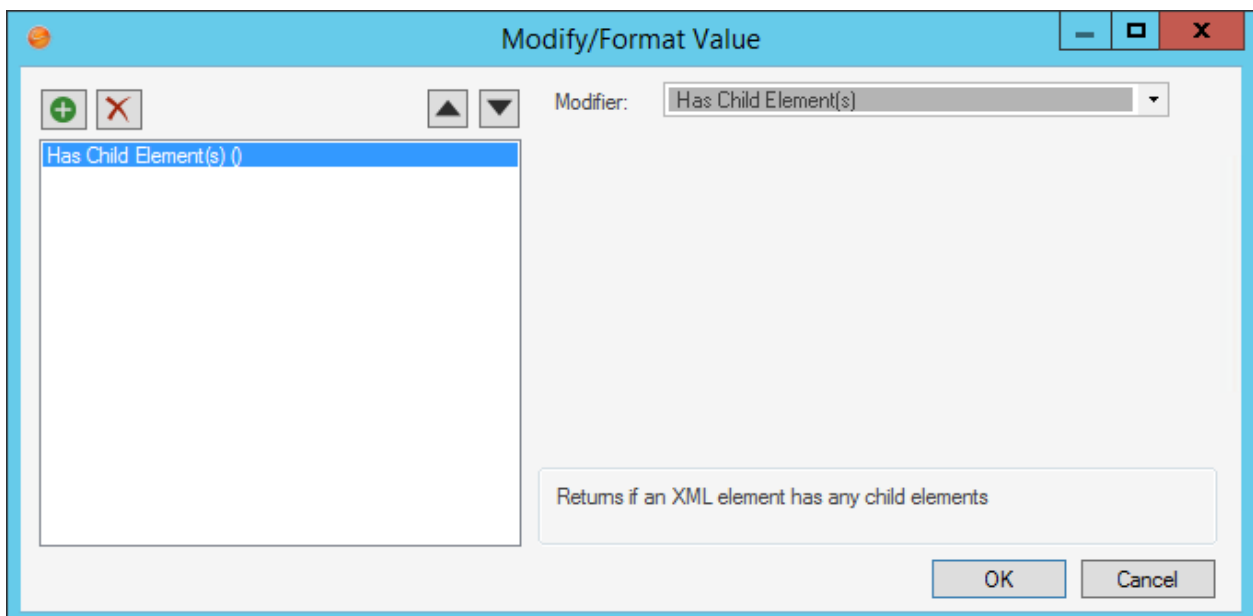 Modify/Format Value
Modifier:
Has Child Element(s)
Has Child Element(s) ()
Returns if an XML element has any child elements
OK
Cancel